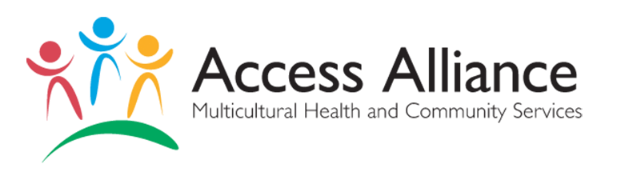 Access Alliance
Multicultural Health and Community Services